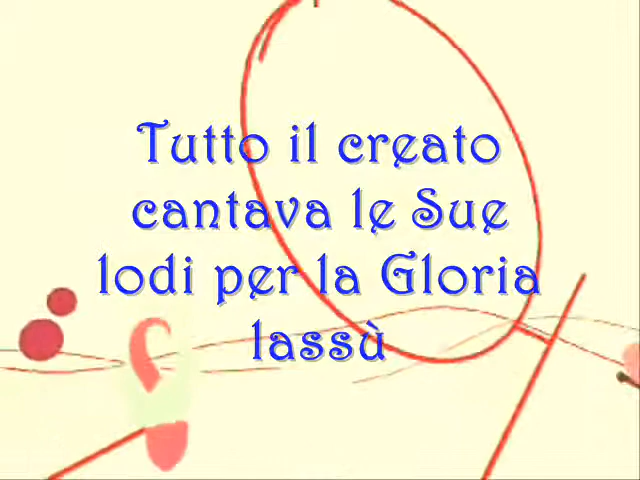 Tutto il creato
cantava le Sue
lodi per la Gloria
lassù